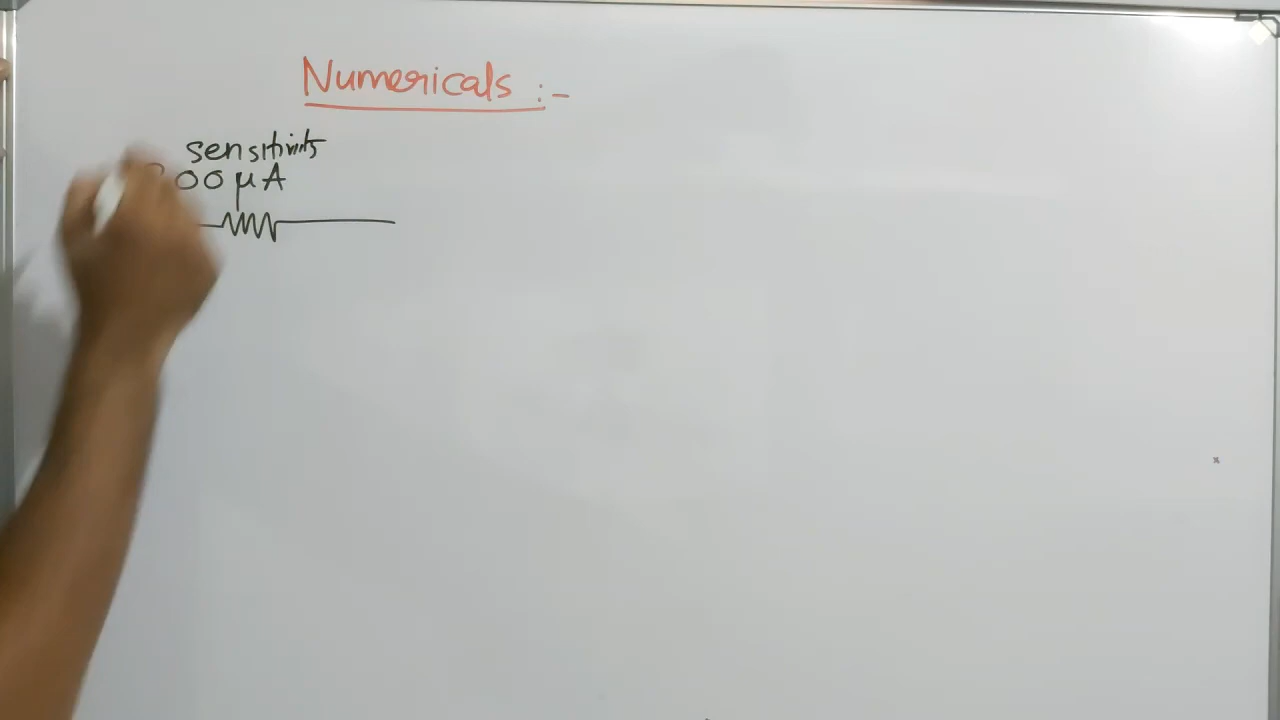 Numericals :-
sensitivity
00 μA